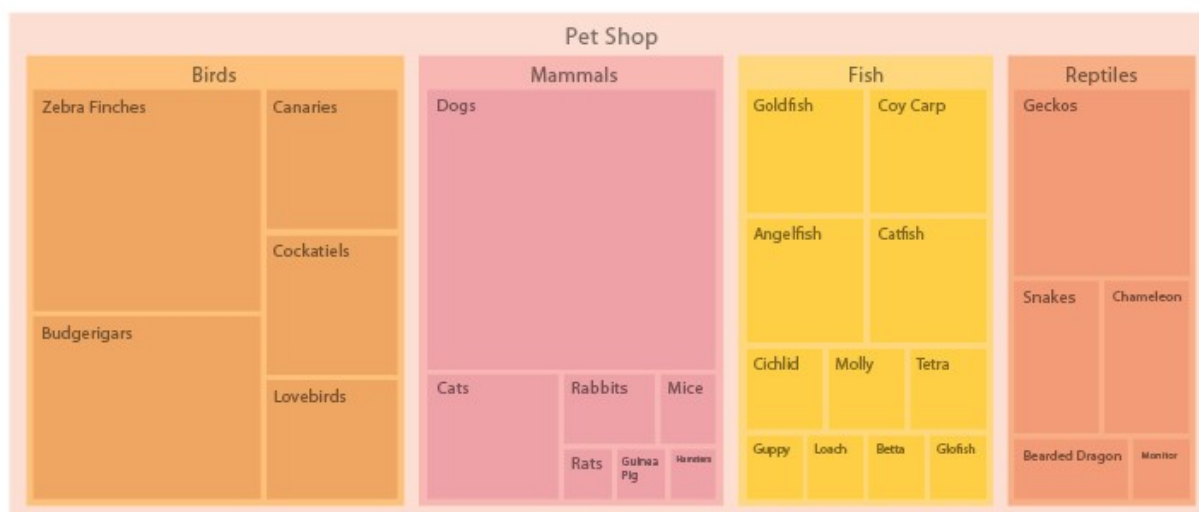 Pet Shop
Birds
Zebra Finches
Canaries
Cockatiels
Budgerigars
Lovebirds
Mammals
Dogs
Cats
Rabbits
Mice
Rats
Guinea
Pig
Hamsters
Fish
Goldfish
Coy Carp
Angelfish
Catfish
Cichlid
Molly
Tetra
Guppy
Loach
Betta
Glofish
Reptiles
Geckos
Snakes
Chameleon
Bearded Dragon
Monitor